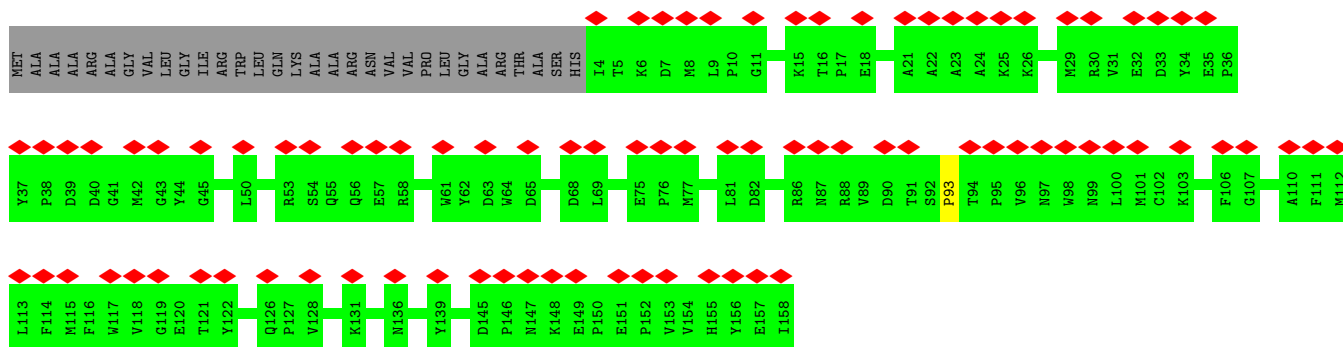 MET ALA ALA ALA ARG ALA GLY VAL LEU GLY ILE ARG TRP LEU GLN LYS ALA ALA ARG ASN VAL VAL PRO LEU GLY ALA ARG THR ALA SER HIS I4 T5 K6 D7 M8 L9 P10 G11 K15 T16 P17 E18 A21 A22 A23 A24 K25 K26 M29 R30 V31 E32 D33 Y34 E35 P36
Y37 P38 D39 D40 G41 M42 G43 Y44 G45 L50 R53 S54 Q55 Q56 E57 R58 W61 Y62 D63 W64 D65 D68 L69 E75 P76 M77 L81 D82 R86 N87 R88 V89 D90 T91 S92 P93 T94 P95 V96 N97 W98 N99 L100 M101 C102 K103 F106 G107 A110 F111 M112
L113 F114 M115 F116 W117 V118 G119 E120 T121 Y122 Q126 P127 V128 K131 N136 Y139 D145 P146 N147 K148 E149 P150 E151 P152 V153 V154 H155 Y156 E157 I158